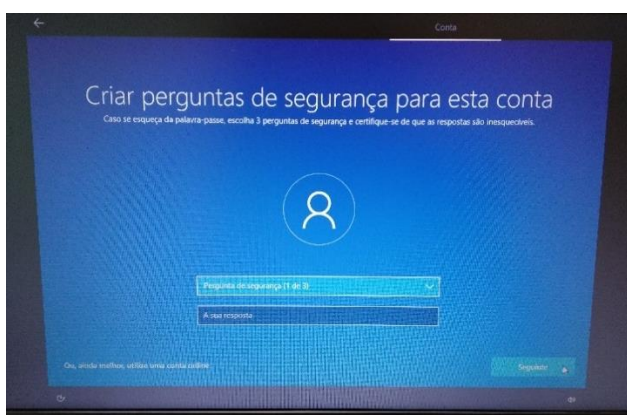 Conta
Criar perguntas de segurança para esta conta
Caso se esqueça da palavra-passe, escolha 3 perguntas de segurança e certifique-se de que as respostas são inesquecíveis.
Pergunta de segurança (1 de 3)
A sua resposta
Ou, ainda melhor, utilize uma conta online
Seguinte